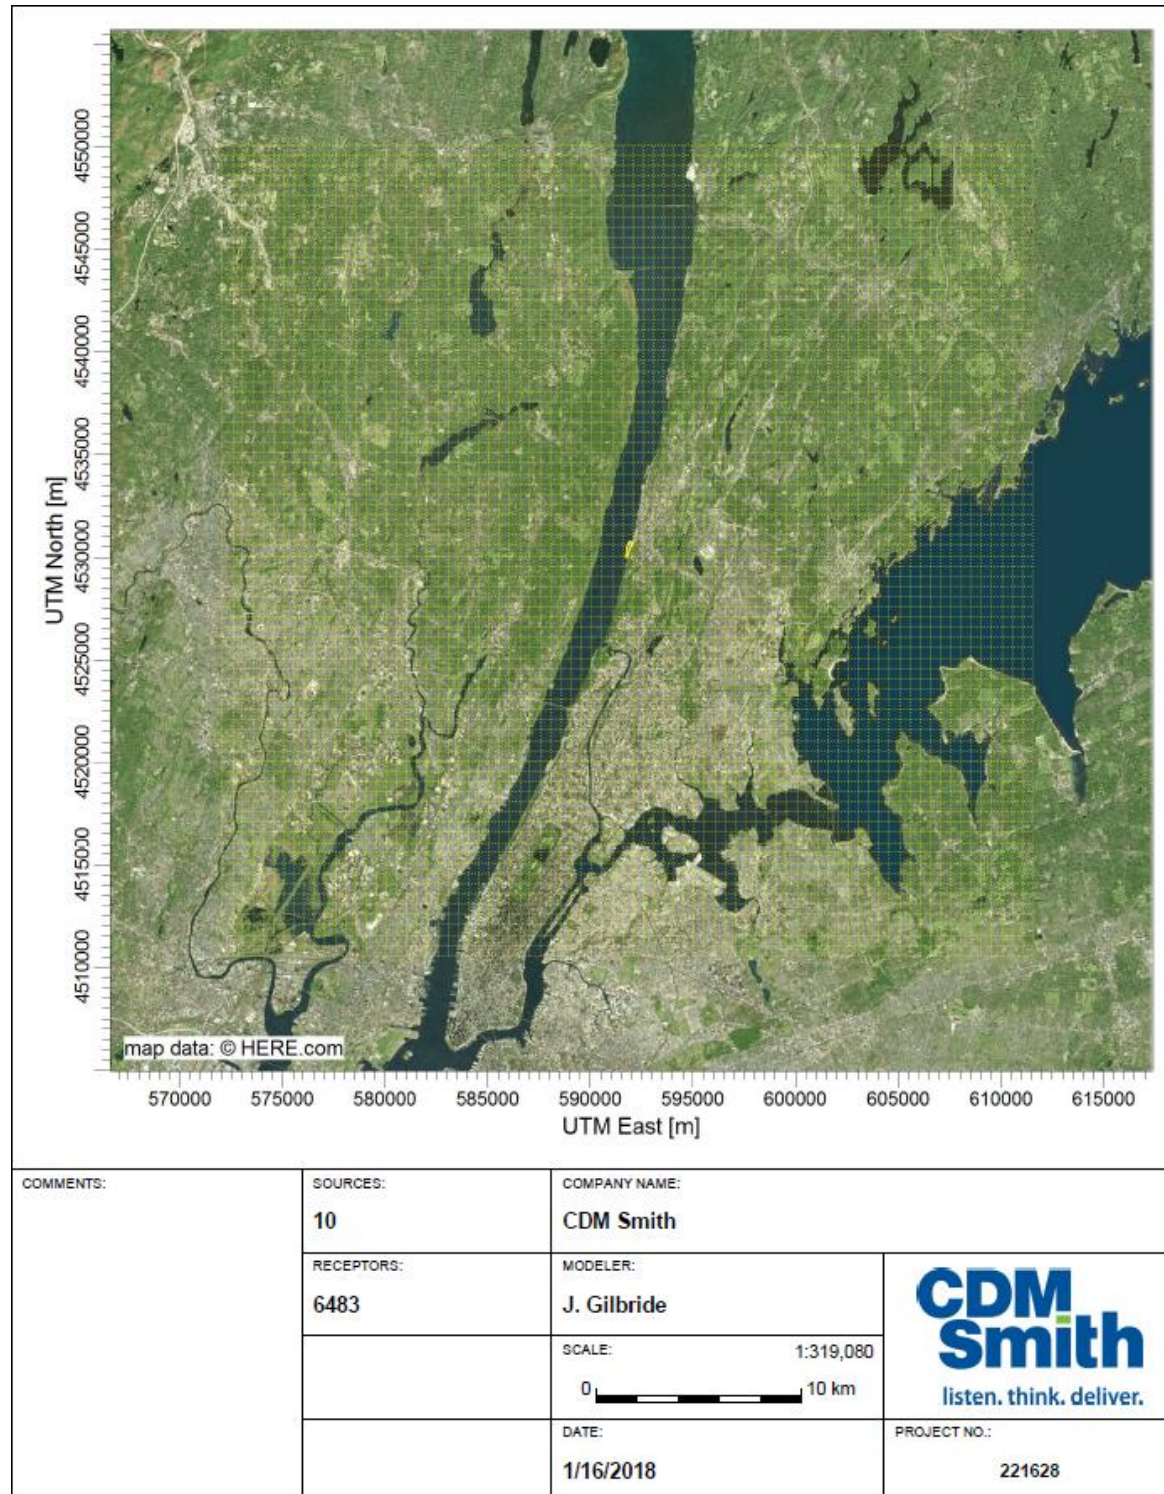 UTM North [m]
4550000
4545000
4540000
4535000
4530000
4525000
4520000
4515000
4510000
map data: © HERE.com
570000 575000 580000 585000 590000 595000 600000 605000 610000 615000
UTM East [m]
COMMENTS:
SOURCES:
10
COMPANY NAME:
CDM Smith
RECEPTORS:
6483
MODELER:
J. Gilbride
SCALE:
1:319,080
0 10 km
DATE:
1/16/2018
CDM
Smith
listen. think. deliver.
PROJECT NO.:
221628